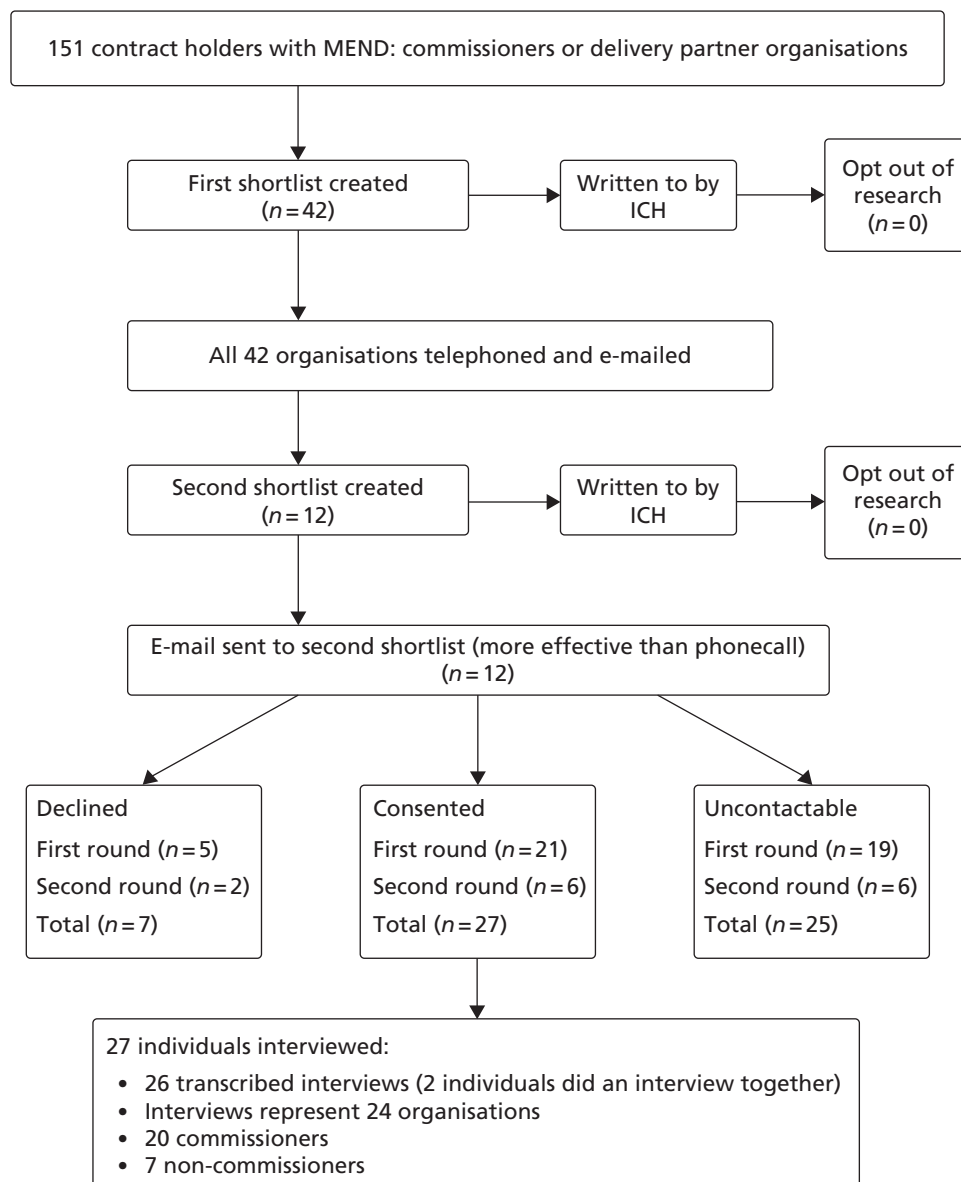 151 contract holders with MEND: commissioners or delivery partner organisations
First shortlist created
(n=42)
Written to by
ICH
Opt out of
research
(n=0)
All 42 organisations telephoned and e-mailed
Second shortlist created
(n=12)
Written to by
ICH
Opt out of
research
(n=0)
E-mail sent to second shortlist (more effective than phonecall)
(n=12)
Declined
First round (n=5)
Second round (n=2)
Total (n=7)
Consented
First round (n=21)
Second round (n=6)
Total (n=27)
Uncontactable
First round (n=19)
Second round (n=6)
Total (n=25)
27 individuals interviewed:
• 26 transcribed interviews (2 individuals did an interview together)
• Interviews represent 24 organisations
• 20 commissioners
• 7 non-commissioners